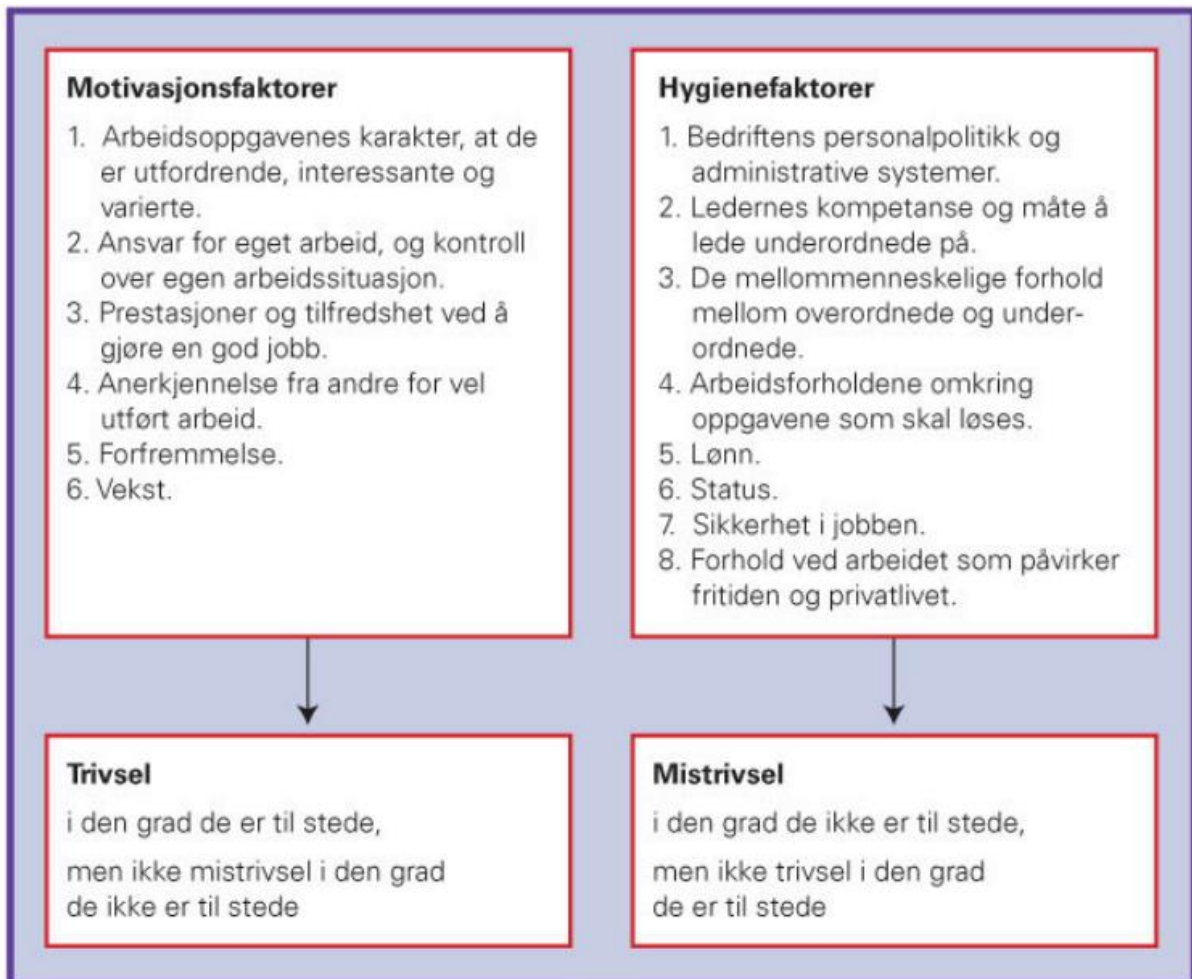 Motivasjonsfaktorer
1. Arbeidsoppgavenes karakter, at de
er utfordrende, interessante og
varierte.
2. Ansvar for eget arbeid, og kontroll
over egen arbeidssituasjon.
3. Prestasjoner og tilfredshet ved å
gjøre en god jobb.
4. Anerkjennelse fra andre for vel
utført arbeid.
5. Forfremmelse.
6. Vekst.
Hygienefaktorer
1. Bedriftens personalpolitikk og
administrative systemer.
2. Ledernes kompetanse og måte å
lede underordnede på.
3. De mellommenneskelige forhold
mellom overordnede og under-
ordnede.
4. Arbeidsforholdene omkring
oppgavene som skal løses.
5. Lønn.
6. Status.
7. Sikkerhet i jobben.
8. Forhold ved arbeidet som påvirker
fritiden og privatlivet.
Trivsel
i den grad de er til stede,
men ikke mistrivsel i den grad
de ikke er til stede
Mistrivsel
i den grad de ikke er til stede,
men ikke trivsel i den grad
de er til stede